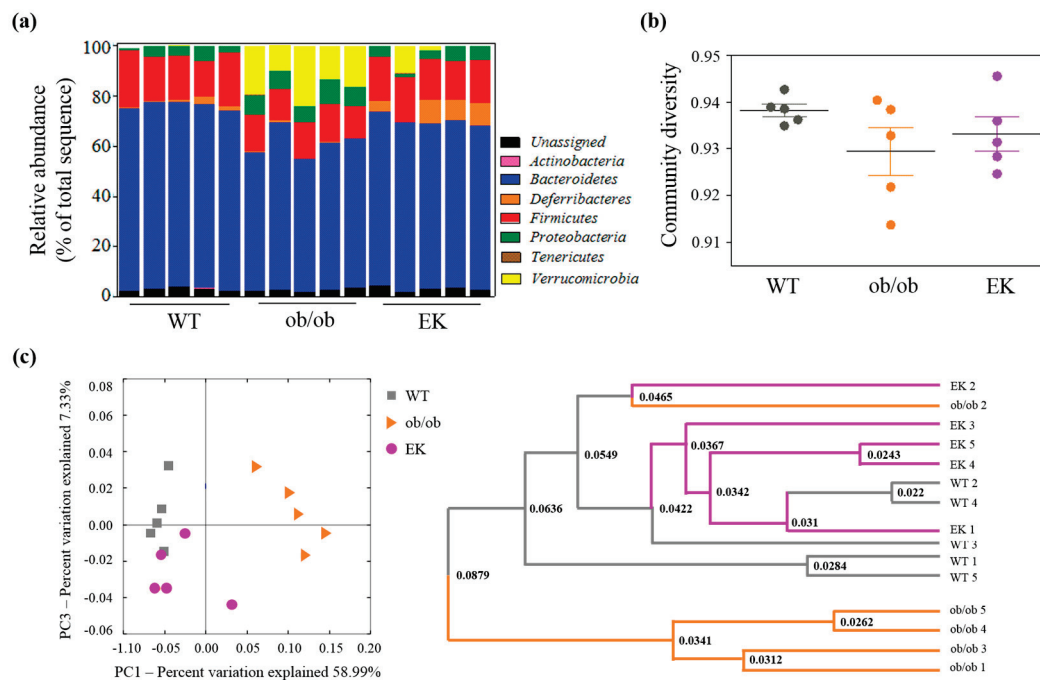 (a)
Relative abundance
(% of total sequence)
100
80
60
40
20
0
WT
ob/ob
EK
Unassigned
Actinobacteria
Bacteroidetes
Deferribacteres
Firmicutes
Proteobacteria
Tenericutes
Verrucomicrobia
(b)
Community diversity
0.95
0.94
0.93
0.92
0.91
WT
ob/ob
EK
(c)
PC3 – Percent variation explained 7.33%
0.08
0.06
0.04
0.02
0.00
-0.02
-0.04
-0.06
-1.10
-0.05
0.00
0.05
0.10
0.15
0.20
PC1 – Percent variation explained 58.99%
WT
ob/ob
EK
EK 2
0.0465
ob/ob 2
EK 3
0.0367
EK 5
0.0243
EK 4
0.0549
0.0342
WT 2
0.022
WT 4
0.0636
0.0422
0.031
EK 1
WT 3
WT 1
0.0284
WT 5
0.0879
ob/ob 5
0.0262
ob/ob 4
0.0341
ob/ob 3
0.0312
ob/ob 1